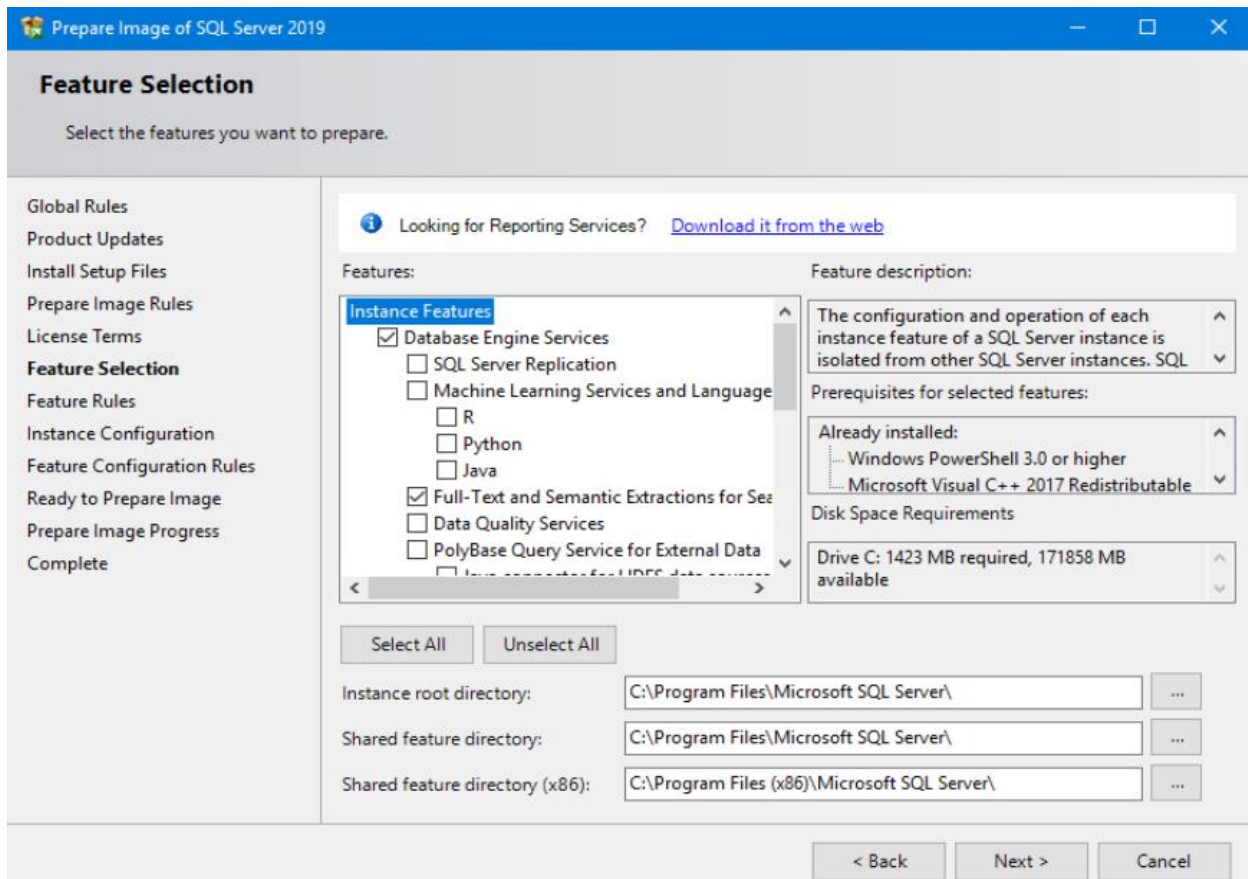 Prepare Image of SQL Server 2019
Feature Selection
Select the features you want to prepare.
Global Rules
Product Updates
Install Setup Files
Prepare Image Rules
License Terms
Feature Selection
Feature Rules
Instance Configuration
Feature Configuration Rules
Ready to Prepare Image
Prepare Image Progress
Complete
Looking for Reporting Services? Download it from the web
Features:
Instance Features
Database Engine Services
SQL Server Replication
Machine Learning Services and Language
R
Python
Java
Full-Text and Semantic Extractions for Sea
Data Quality Services
PolyBase Query Service for External Data
Java connector for HDFS data sources
Feature description:
The configuration and operation of each
instance feature of a SQL Server instance is
isolated from other SQL Server instances. SQL
Prerequisites for selected features:
Already installed:
Windows PowerShell 3.0 or higher
Microsoft Visual C++ 2017 Redistributable
Disk Space Requirements
Drive C: 1423 MB required, 171858 MB
available
Select All Unselect All
Instance root directory: C:\Program Files\Microsoft SQL Server\ ...
Shared feature directory: C:\Program Files\Microsoft SQL Server\ ...
Shared feature directory (x86): C:\Program Files (x86)\Microsoft SQL Server\ ...
< Back Next > Cancel